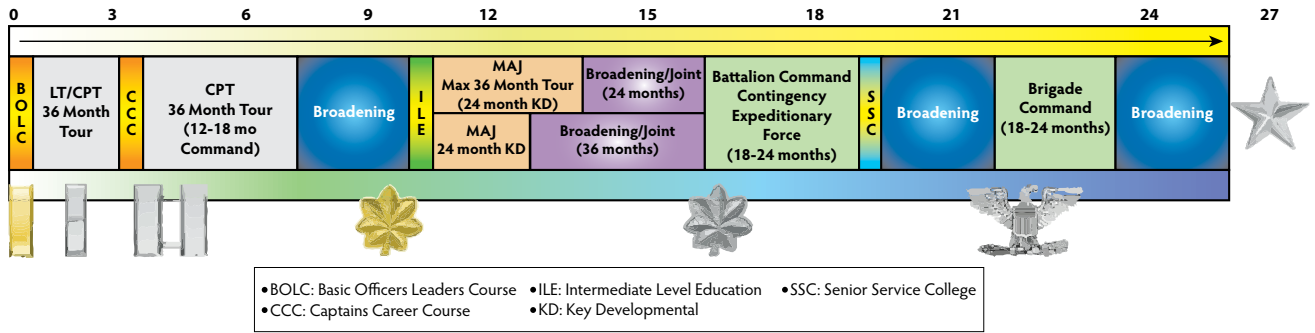 0 3 6 9 12 15 18 21 24 27
BOLC
LT/CPT
36 Month
Tour
CCC
CPT
36 Month Tour
(12-18 mo
Command)
Broadening
ILE
MAJ
Max 36 Month Tour
(24 month KD)
Broadening/Joint
(24 months)
MAJ
24 month KD
Broadening/Joint
(36 months)
Battalion Command
Contingency
Expeditionary
Force
(18-24 months)
SSC
Broadening
Brigade
Command
(18-24 months)
Broadening
•BOLC: Basic Officers Leaders Course •ILE: Intermediate Level Education •SSC: Senior Service College
•CCC: Captains Career Course •KD: Key Developmental